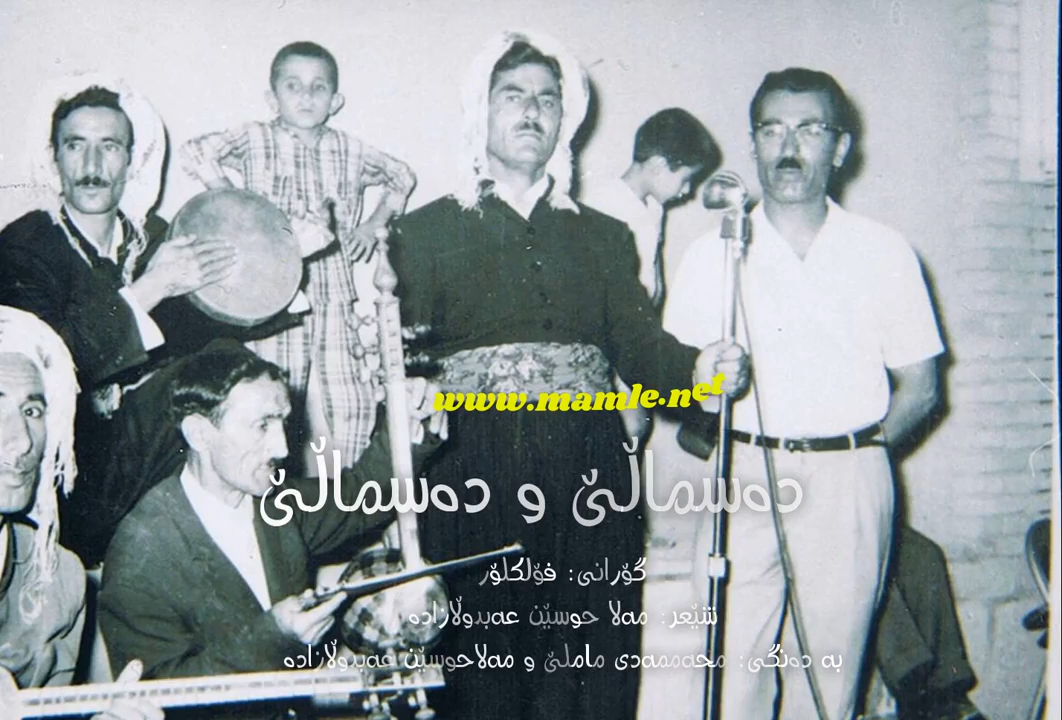 www.mamle.net
دەسماڵێ و دەسماڵێ
گۆرانی: فۆلکلۆر
شێعر: مەلا حوسێن عەبدوڵازادە
بە دەنگی: محەممەدی ماملێ و مەلاحوسێن عەبدوڵازادە